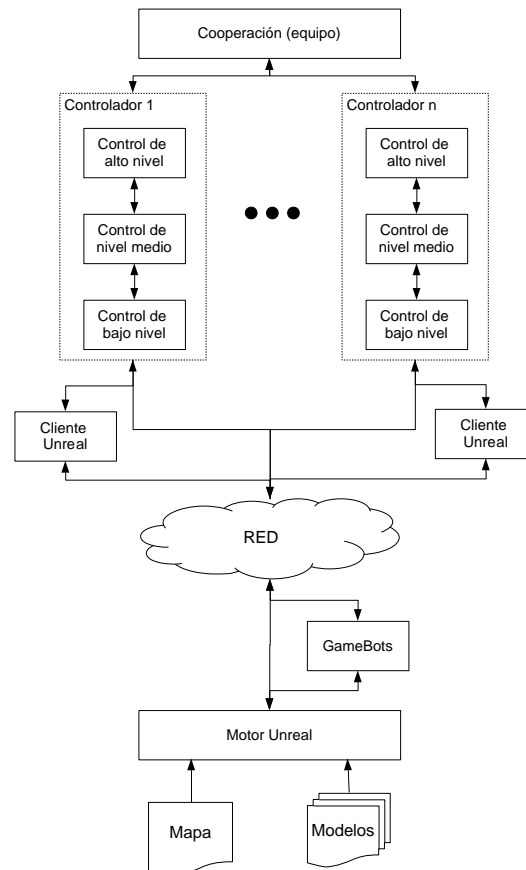 Cooperación (equipo)
Controlador 1
Control de
alto nivel
Control de
nivel medio
Control de
bajo nivel
Controlador n
Control de
alto nivel
Control de
nivel medio
Control de
bajo nivel
Cliente
Unreal
Cliente
Unreal
RED
GameBots
Motor Unreal
Mapa
Modelos